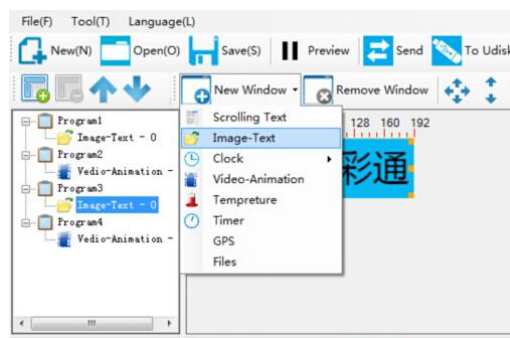 File(F) Tool(T) Language(L)
New(N) Open(O) Save(S) Preview Send To Udisk
New Window Remove Window
Program1
Image-Text - 0
Program2
Vedio-Animation -
Program3
Image-Text - 0
Program4
Vedio-Animation -
Scrolling Text
Image-Text
Clock
Video-Animation
Tempreture
Timer
GPS
Files
128 160 192
彩通